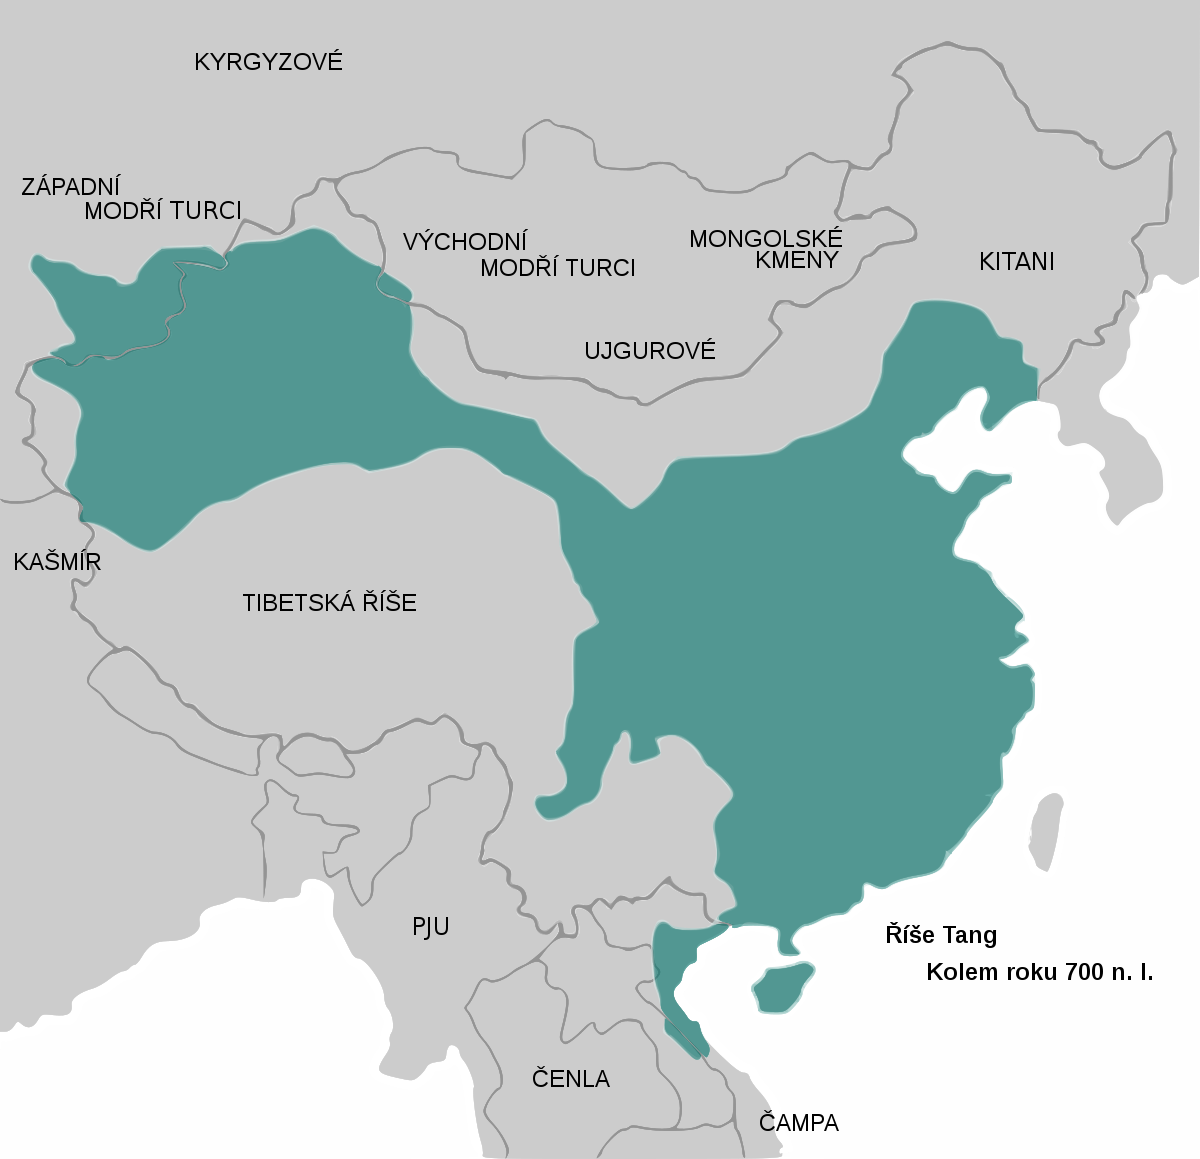 KYRGYZOVÉ
ZÁPADNÍ
MODŘÍ TURCI
VÝCHODNÍ
MODŘÍ TURCI
MONGOLSKÉ
KMENY
KITANI
UJGUROVÉ
KAŠMÍR
TIBETSKÁ ŘÍŠE
PJU
Říše Tang
Kolem roku 700 n. l.
ČENLA
ČAMPA